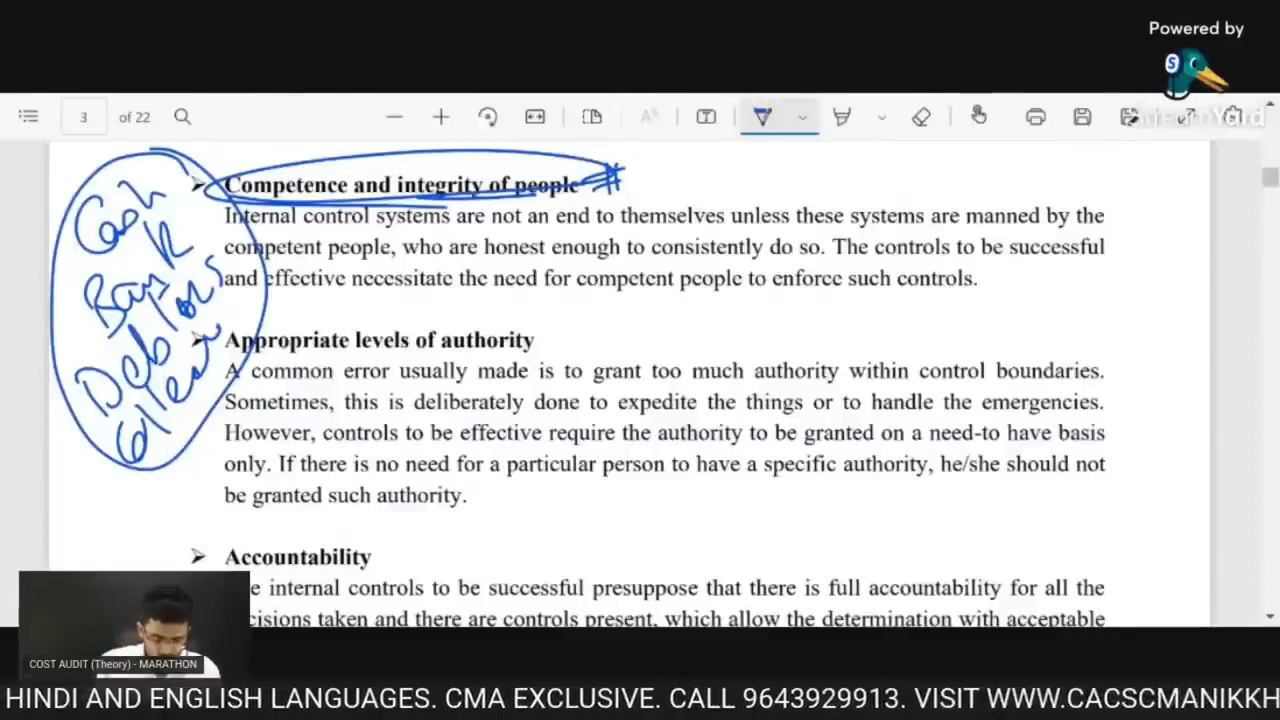 Powered by
S
3
of 22
Competence and integrity of people
Internal control systems are not an end to themselves unless these systems are manned by the
competent people, who are honest enough to consistently do so. The controls to be successful
and effective necessitate the need for competent people to enforce such controls.
Cash
Bank
Debtors
Appropriate levels of authority
A common error usually made is to grant too much authority within control boundaries.
Sometimes, this is deliberately done to expedite the things or to handle the emergencies.
However, controls to be effective require the authority to be granted on a need-to have basis
only. If there is no need for a particular person to have a specific authority, he/she should not
be granted such authority.
Accountability
internal controls to be successful presuppose that there is full accountability for all the
taken and there are controls present, which allow the determination with acceptable
COST AUDIT (Theory) - MARATHON
HINDI AND ENGLISH LANGUAGES. CMA EXCLUSIVE. CALL 9643929913. VISIT WWW.CACSCMANIKKH